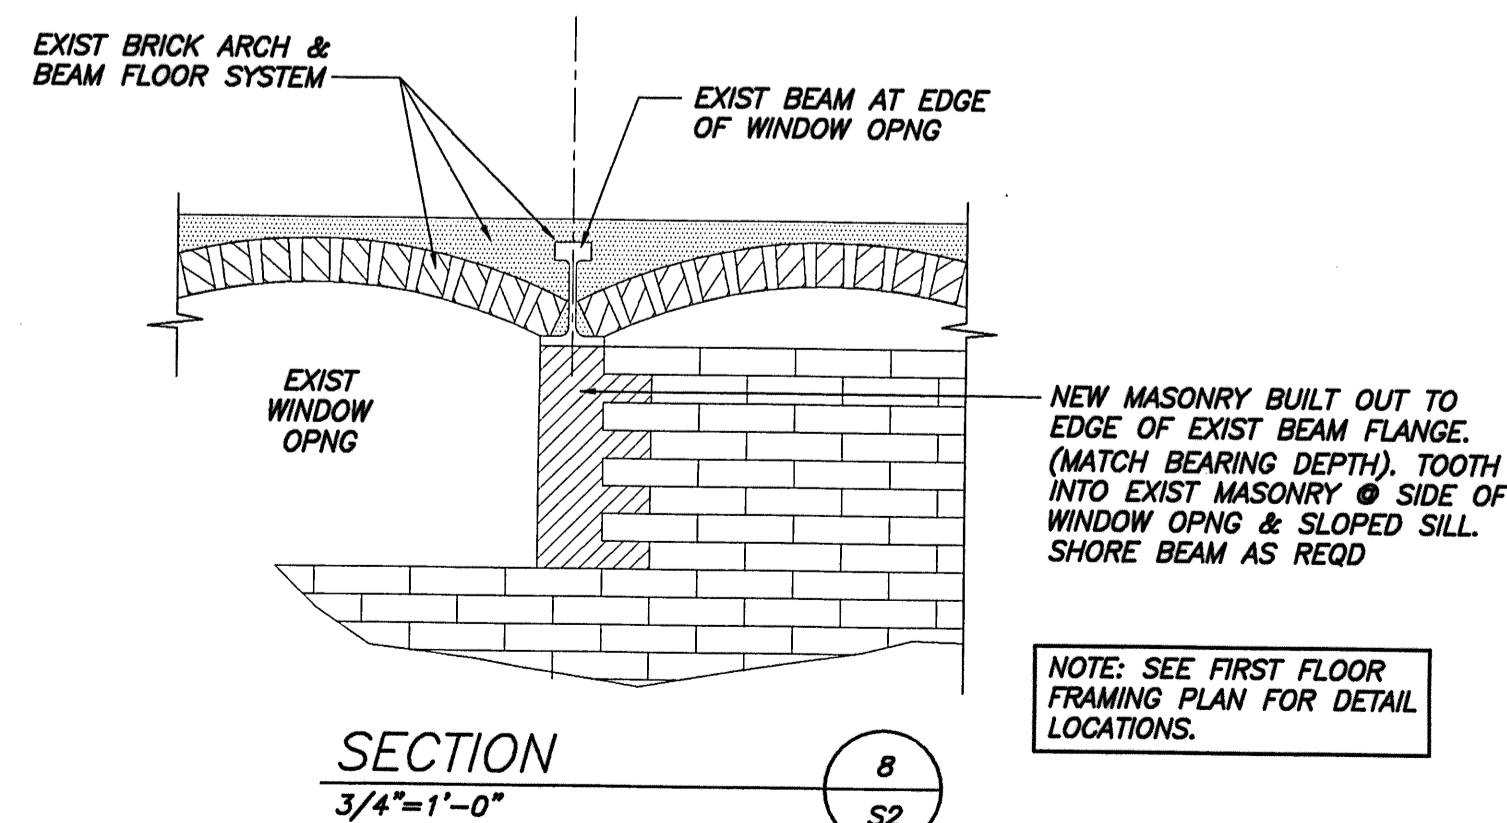 EXIST BRICK ARCH &
BEAM FLOOR SYSTEM
EXIST BEAM AT EDGE
OF WINDOW OPNG
EXIST
WINDOW
OPNG
NEW MASONRY BUILT OUT TO
EDGE OF EXIST BEAM FLANGE.
(MATCH BEARING DEPTH). TOOTH
INTO EXIST MASONRY @ SIDE OF
WINDOW OPNG & SLOPED SILL.
SHORE BEAM AS REQD
NOTE: SEE FIRST FLOOR
FRAMING PLAN FOR DETAIL
LOCATIONS.
SECTION
3/4"=1'-0"
8
S2